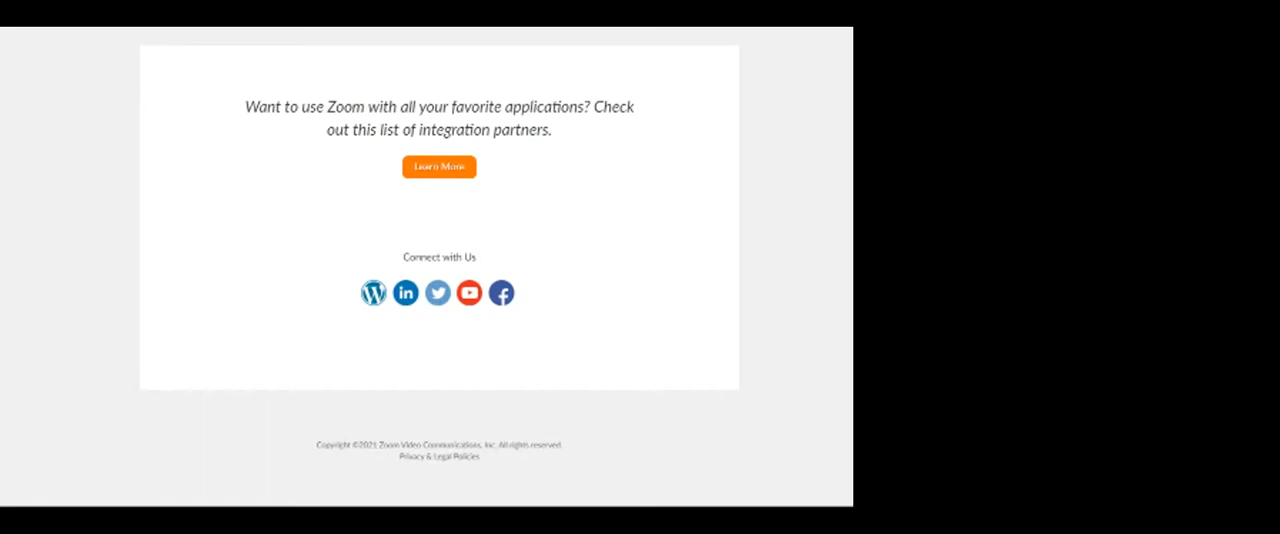 Want to use Zoom with all your favorite applications? Check
out this list of integration partners.
Learn More
Connect with Us
Copyright ©2021 Zoom Video Communications, Inc. All rights reserved.
Privacy & Legal Policies